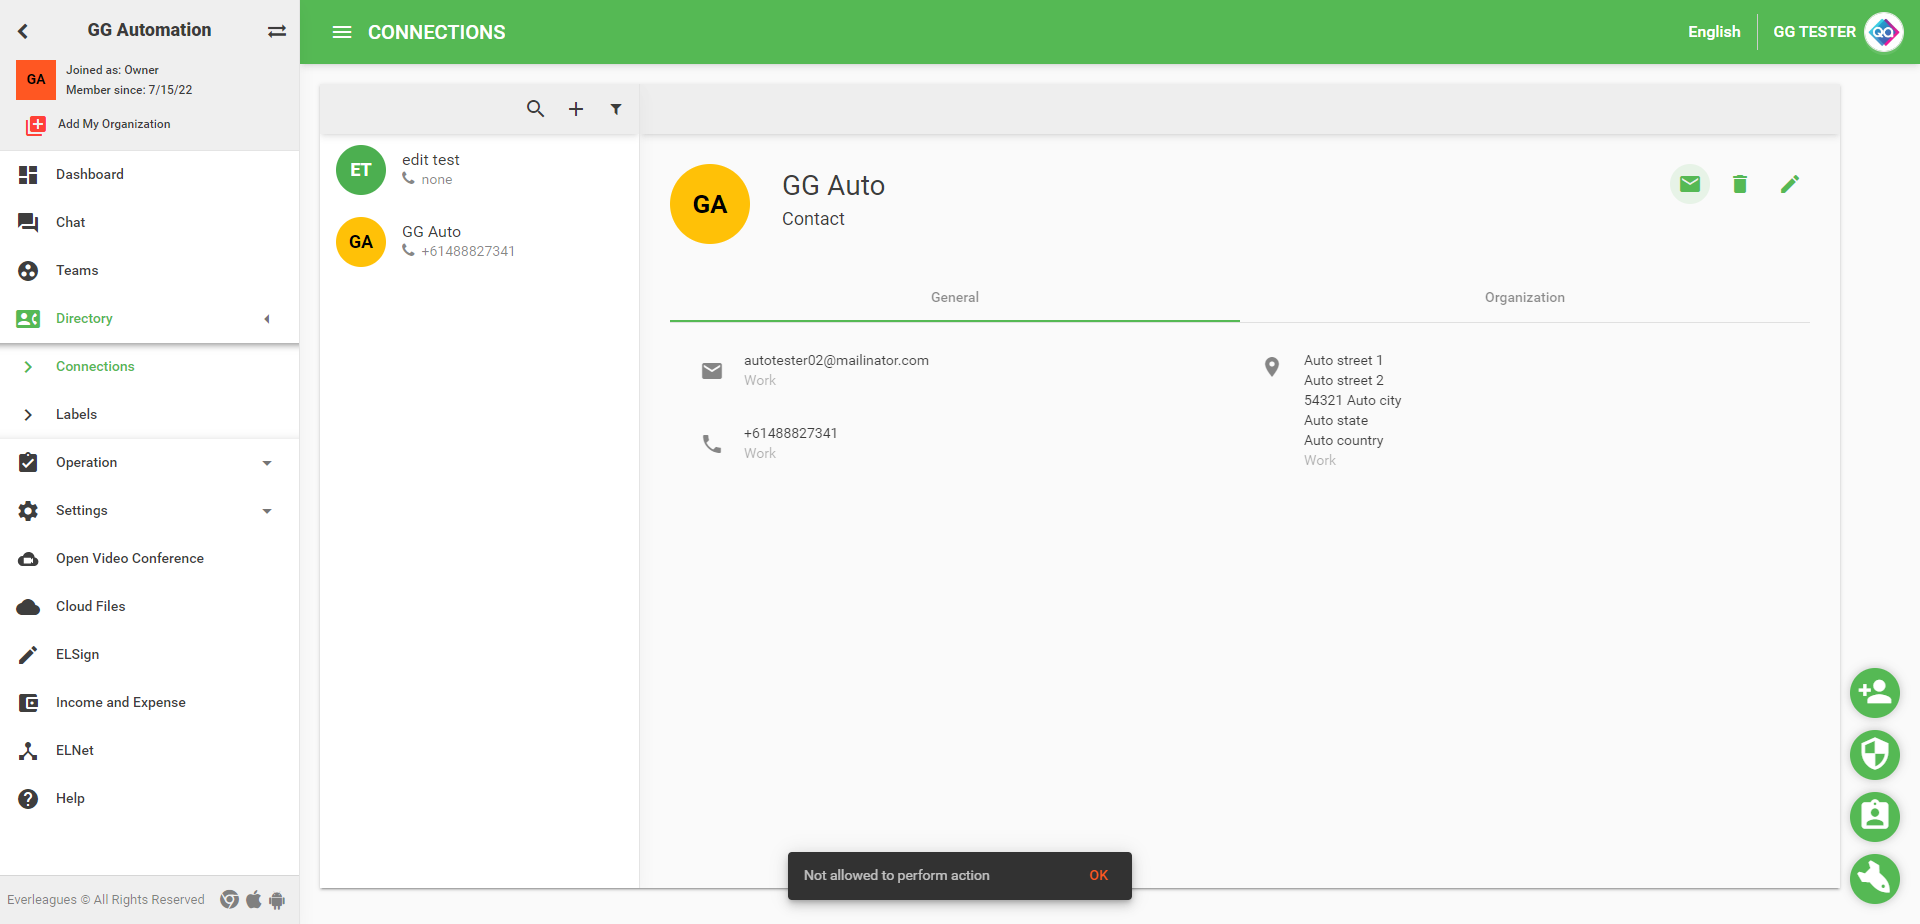 GG Automation
GA
Joined as: Owner
Member since: 7/15/22
Add My Organization
Dashboard
Chat
Teams
Directory
Connections
Labels
Operation
Settings
Open Video Conference
Cloud Files
ELSign
Income and Expense
ELNet
Help
Everleagues © All Rights Reserved
CONNECTIONS
English
GG TESTER
QA
ET
edit test
none
GA
GG Auto
+61488827341
GA
GG Auto
Contact
General
Organization
autotester02@mailinator.com
Work
+61488827341
Work
Auto street 1
Auto street 2
54321 Auto city
Auto state
Auto country
Work
Not allowed to perform action
OK